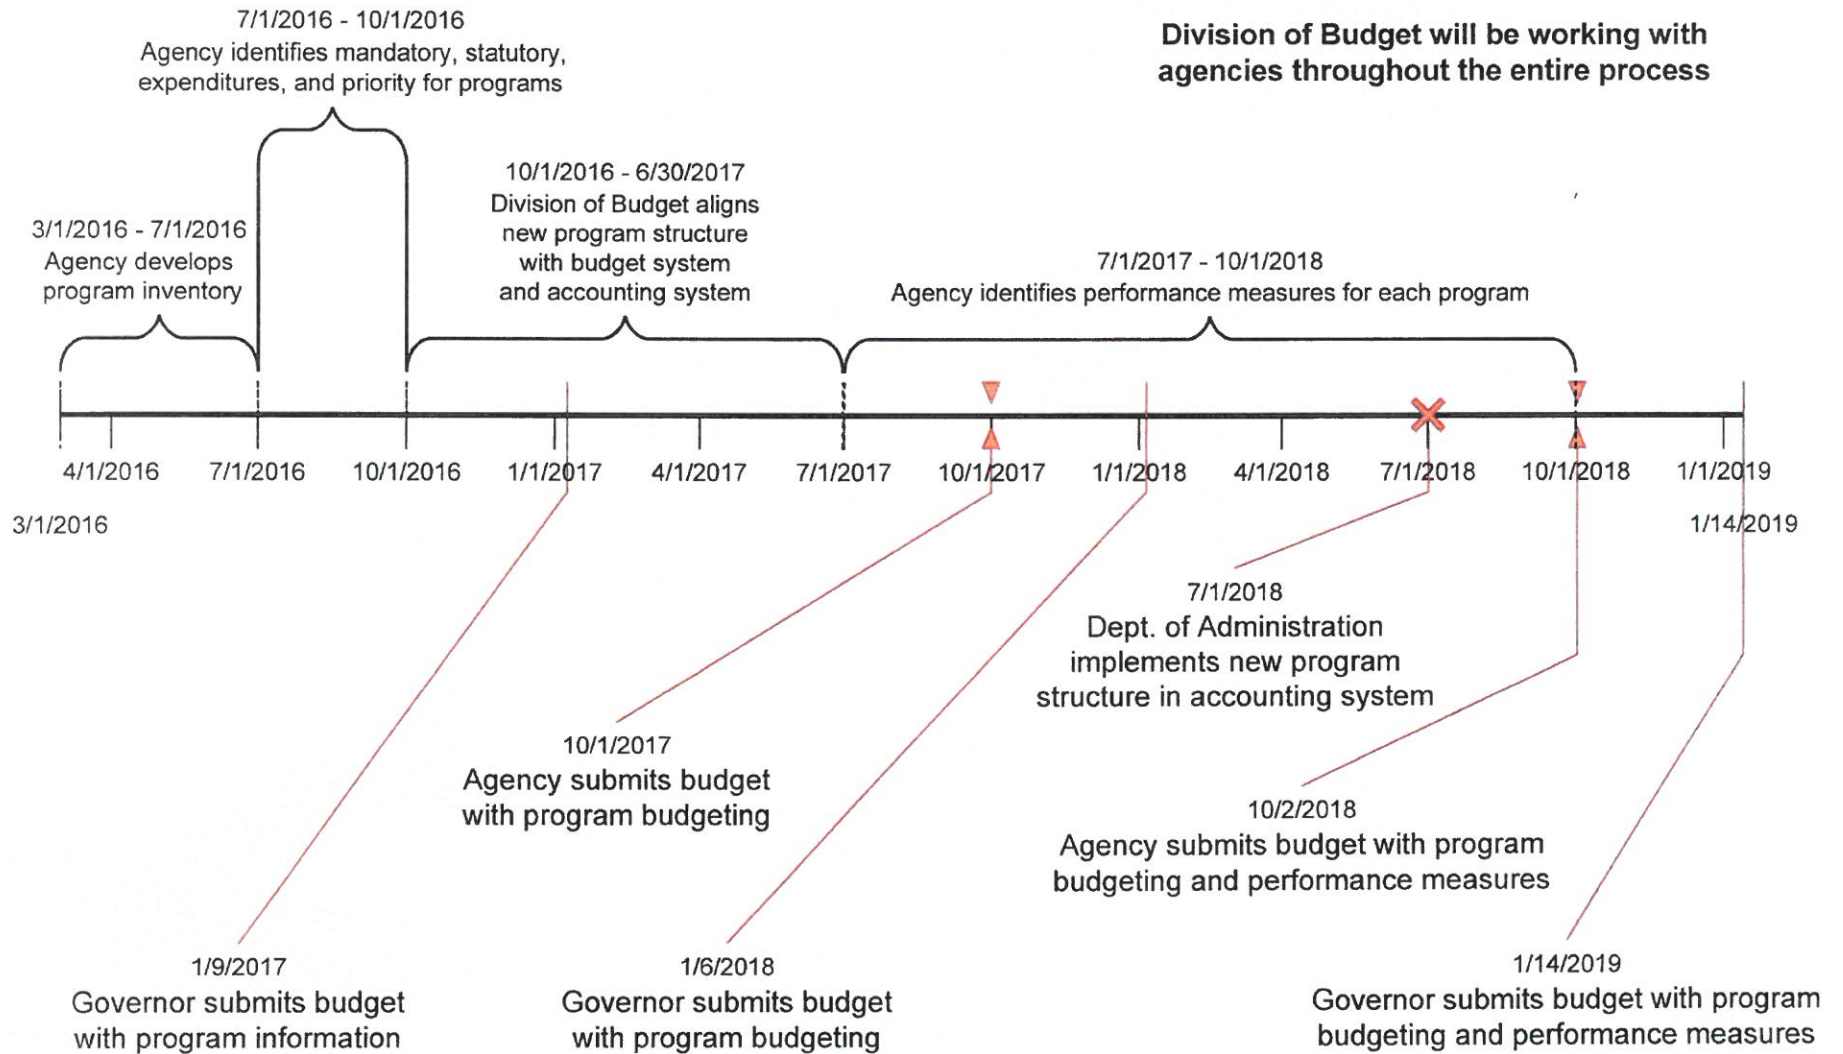 7/1/2016 - 10/1/2016
Agency identifies mandatory, statutory,
expenditures, and priority for programs
Division of Budget will be working with
agencies throughout the entire process
10/1/2016 - 6/30/2017
Division of Budget aligns
new program structure
with budget system
and accounting system
3/1/2016 - 7/1/2016
Agency develops
program inventory
7/1/2017 - 10/1/2018
Agency identifies performance measures for each program
4/1/2016
7/1/2016
10/1/2016
1/1/2017
4/1/2017
7/1/2017
10/1/2017
1/1/2018
4/1/2018
7/1/2018
10/1/2018
1/1/2019
3/1/2016
1/14/2019
7/1/2018
Dept. of Administration
implements new program
structure in accounting system
10/1/2017
Agency submits budget
with program budgeting
10/2/2018
Agency submits budget with program
budgeting and performance measures
1/9/2017
Governor submits budget
with program information
1/6/2018
Governor submits budget
with program budgeting
1/14/2019
Governor submits budget with program
budgeting and performance measures